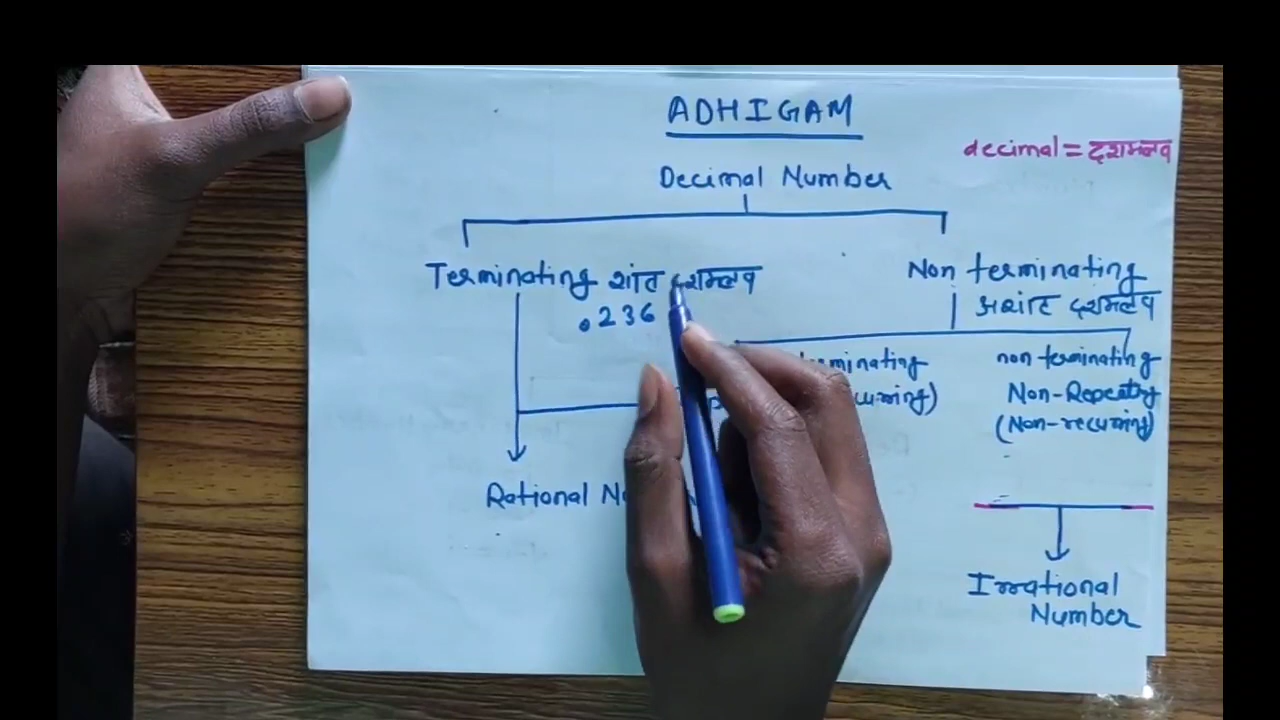 ADHIGAM
decimal = दशमलव
Decimal Number
Terminating शांत दशमलव
.236
Non terminating
अशांत दशमलव
non terminating
Non-Repeating
(Non-recurring)
Rational
Irrational
Number